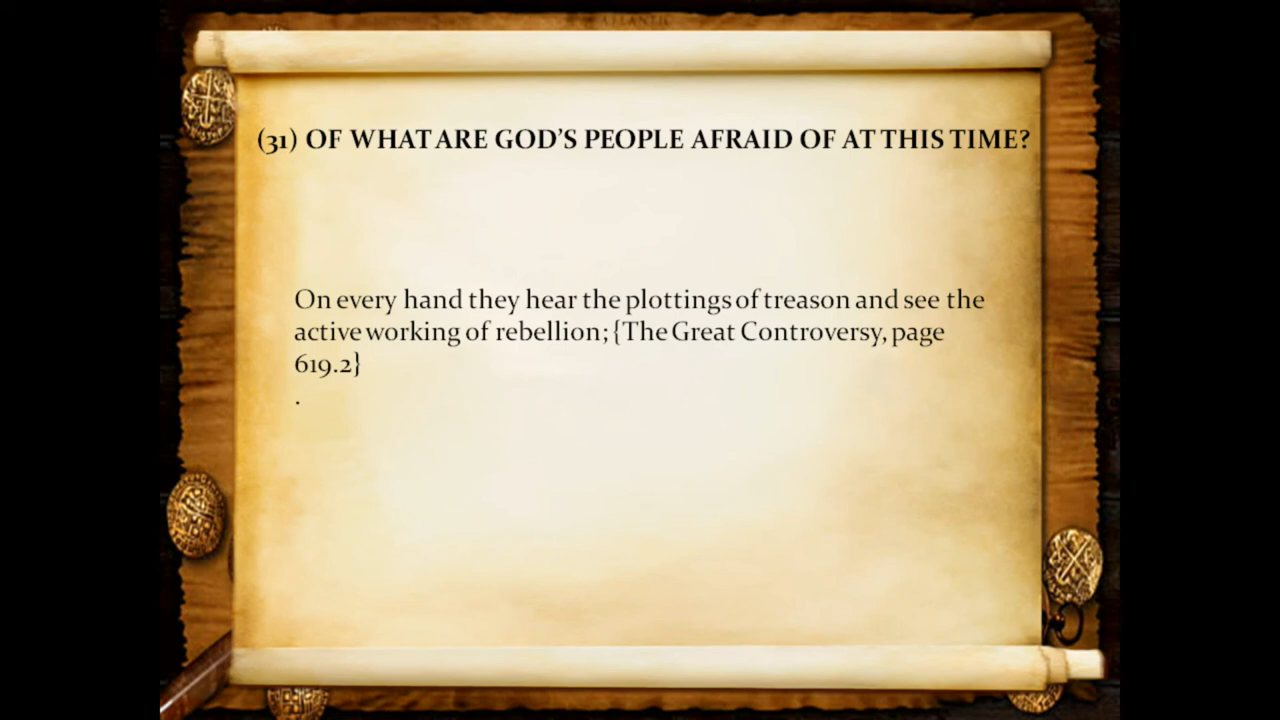 (31) OF WHAT ARE GOD'S PEOPLE AFRAID OF AT THIS TIME?
On every hand they hear the plottings of treason and see the
active working of rebellion; {The Great Controversy, page
619.2}
.